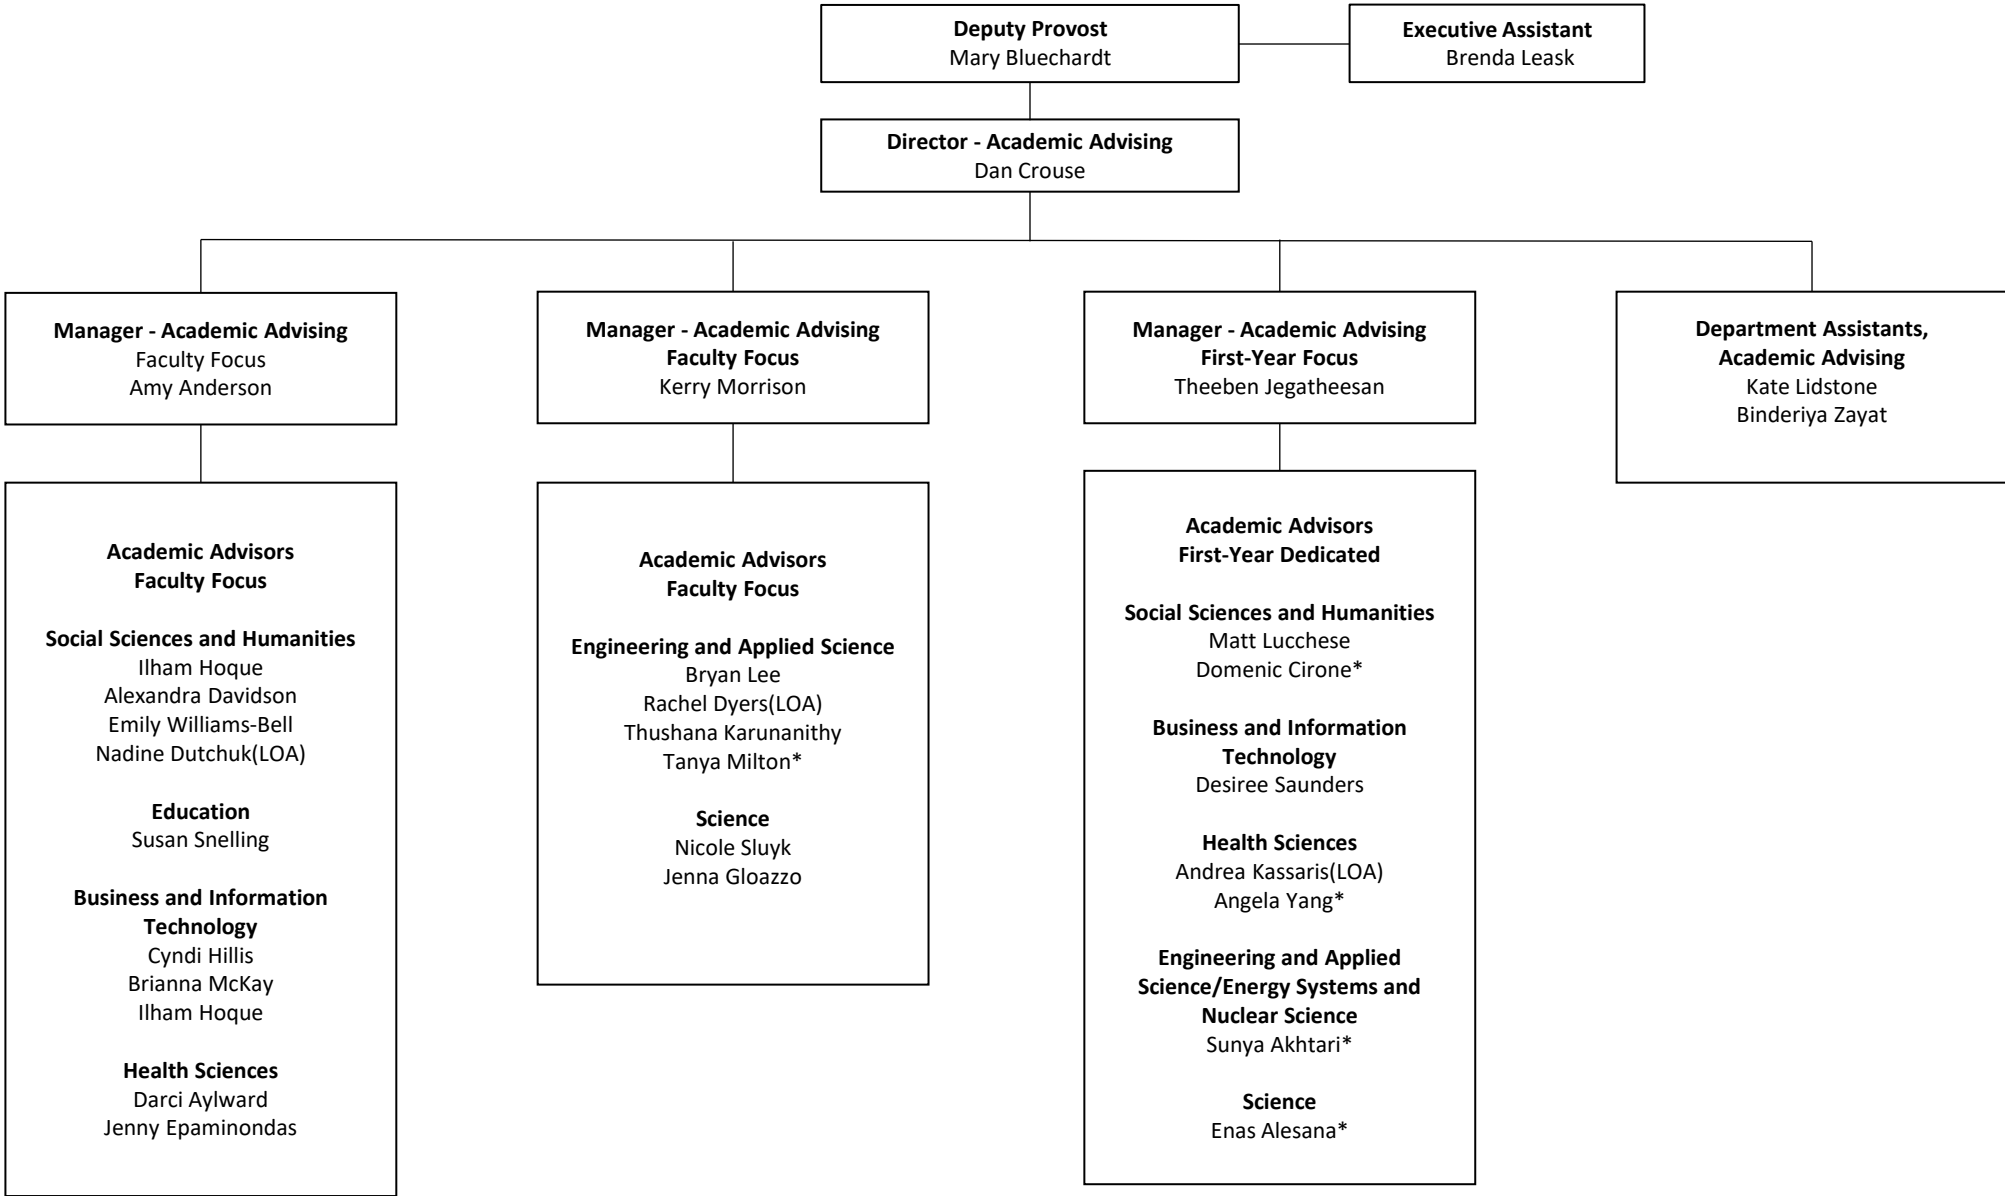 Deputy Provost
Mary Bluechardt
Executive Assistant
Brenda Leask
Director - Academic Advising
Dan Crouse
Manager - Academic Advising
Faculty Focus
Amy Anderson
Manager - Academic Advising
Faculty Focus
Kerry Morrison
Manager - Academic Advising
First-Year Focus
Theeben Jegatheesan
Department Assistants,
Academic Advising
Kate Lidstone
Binderiya Zayat
Academic Advisors
Faculty Focus
Social Sciences and Humanities
Ilham Hoque
Alexandra Davidson
Emily Williams-Bell
Nadine Dutchuk(LOA)
Education
Susan Snelling
Business and Information
Technology
Cyndi Hillis
Brianna McKay
Ilham Hoque
Health Sciences
Darci Aylward
Jenny Epaminondas
Academic Advisors
Faculty Focus
Engineering and Applied Science
Bryan Lee
Rachel Dyers(LOA)
Thushana Karunanithy
Tanya Milton*
Science
Nicole Sluyk
Jenna Gloazzo
Academic Advisors
First-Year Dedicated
Social Sciences and Humanities
Matt Lucchese
Domenic Cirone*
Business and Information
Technology
Desiree Saunders
Health Sciences
Andrea Kassaris(LOA)
Angela Yang*
Engineering and Applied
Science/Energy Systems and
Nuclear Science
Sunya Akhtari*
Science
Enas Alesana*